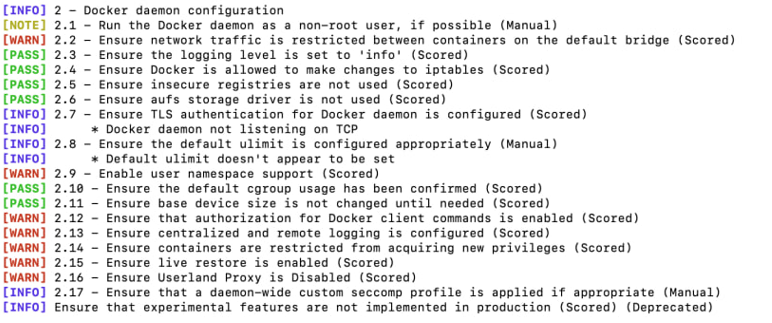 [INFO] 2 - Docker daemon configuration
[NOTE] 2.1 - Run the Docker daemon as a non-root user, if possible (Manual)
[WARN] 2.2 - Ensure network traffic is restricted between containers on the default bridge (Scored)
[PASS] 2.3 - Ensure the logging level is set to 'info' (Scored)
[PASS] 2.4 - Ensure Docker is allowed to make changes to iptables (Scored)
[PASS] 2.5 - Ensure insecure registries are not used (Scored)
[PASS] 2.6 - Ensure aufs storage driver is not used (Scored)
[INFO] 2.7 - Ensure TLS authentication for Docker daemon is configured (Scored)
[INFO]      * Docker daemon not listening on TCP
[INFO] 2.8 - Ensure the default ulimit is configured appropriately (Manual)
[INFO]      * Default ulimit doesn't appear to be set
[WARN] 2.9 - Enable user namespace support (Scored)
[PASS] 2.10 - Ensure the default cgroup usage has been confirmed (Scored)
[PASS] 2.11 - Ensure base device size is not changed until needed (Scored)
[WARN] 2.12 - Ensure that authorization for Docker client commands is enabled (Scored)
[WARN] 2.13 - Ensure centralized and remote logging is configured (Scored)
[WARN] 2.14 - Ensure containers are restricted from acquiring new privileges (Scored)
[WARN] 2.15 - Ensure live restore is enabled (Scored)
[WARN] 2.16 - Ensure Userland Proxy is Disabled (Scored)
[INFO] 2.17 - Ensure that a daemon-wide custom seccomp profile is applied if appropriate (Manual)
[INFO] Ensure that experimental features are not implemented in production (Scored) (Deprecated)